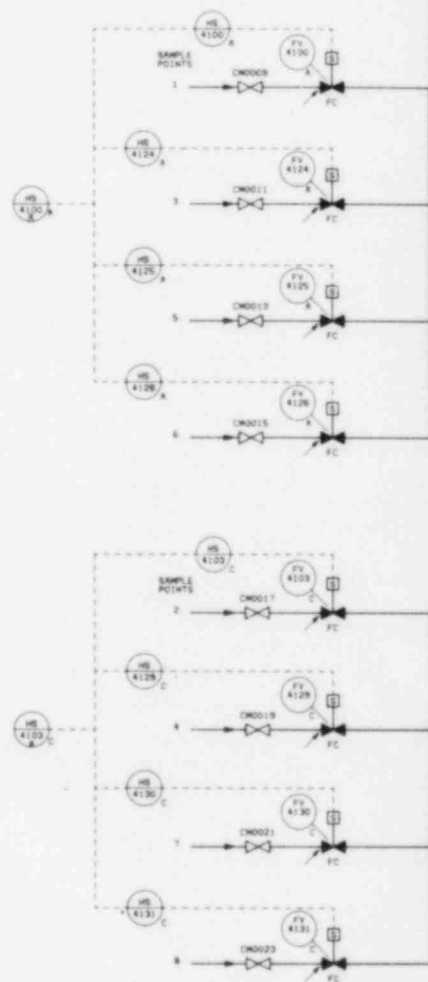 HS
4100
A
FV
4100
A
S
FC
SAMPLE
POINTS
1
CM0009
HS
4124
A
FV
4124
A
S
FC
HS
4100
A
A
3
CM0011
HS
4125
A
FV
4125
A
S
FC
5
CM0013
HS
4126
A
FV
4126
A
S
FC
6
CM0015
HS
4103
C
FV
4103
C
S
FC
SAMPLE
POINTS
2
CM0017
HS
4129
C
FV
4129
C
S
FC
HS
4103
A
C
4
CM0019
HS
4130
C
FV
4130
C
S
FC
7
CM0021
HS
4131
C
FV
4131
C
S
FC
8
CM0023